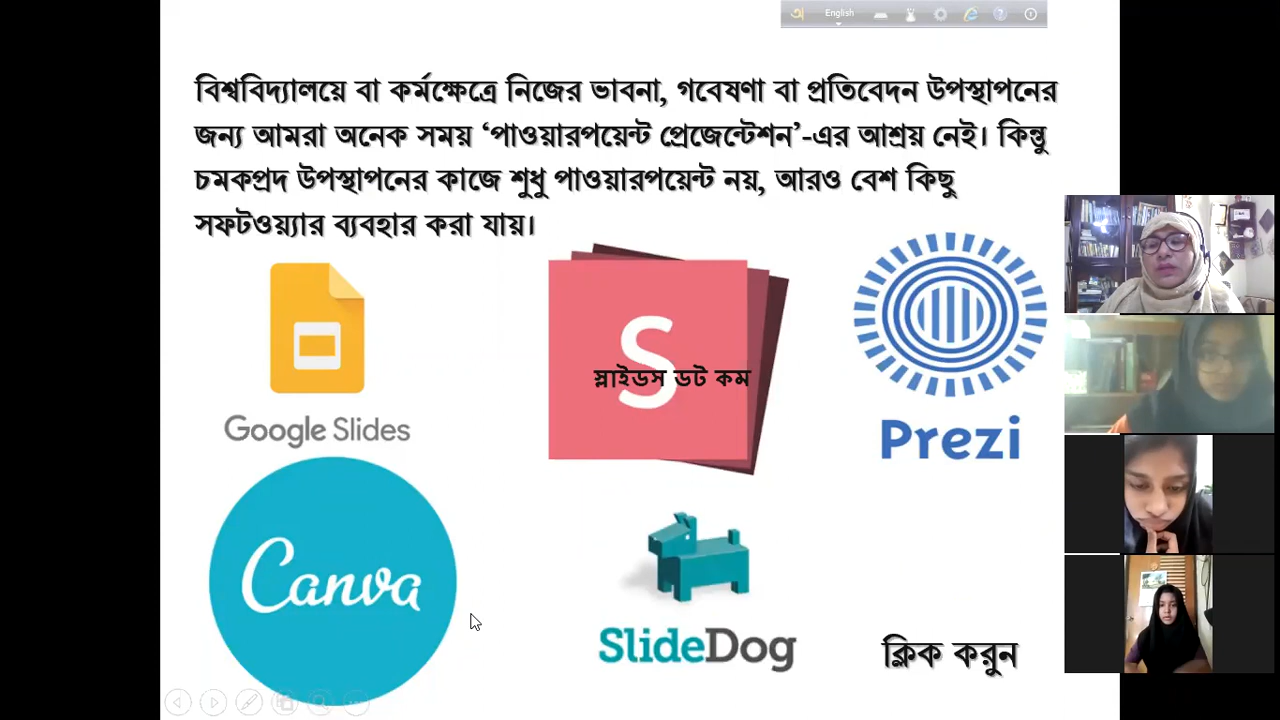 English
বিশ্ববিদ্যালয়ে বা কর্মক্ষেত্রে নিজের ভাবনা, গবেষণা বা প্রতিবেদন উপস্থাপনের
জন্য আমরা অনেক সময় ‘পাওয়ারপয়েন্ট প্রেজেন্টেশন’-এর আশ্রয় নেই। কিন্তু
চমকপ্রদ উপস্থাপনের কাজে শুধু পাওয়ারপয়েন্ট নয়, আরও বেশ কিছু
সফটওয়্যার ব্যবহার করা যায়।
Google Slides
S
স্লাইডস ডট কম
Prezi
Canva
SlideDog
ক্লিক করুন